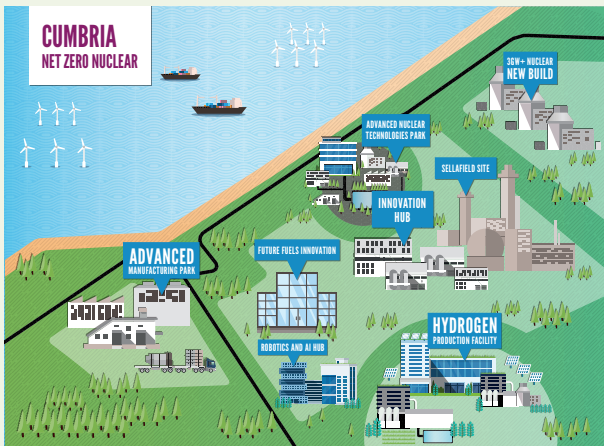 CUMBRIA
NET ZERO NUCLEAR
3GW+ NUCLEAR
NEW BUILD
ADVANCED NUCLEAR
TECHNOLOGIES PARK
SELLAFIELD SITE
INNOVATION
HUB
ADVANCED
MANUFACTURING PARK
FUTURE FUELS INNOVATION
HYDROGEN
PRODUCTION FACILITY
ROBOTICS AND AI HUB